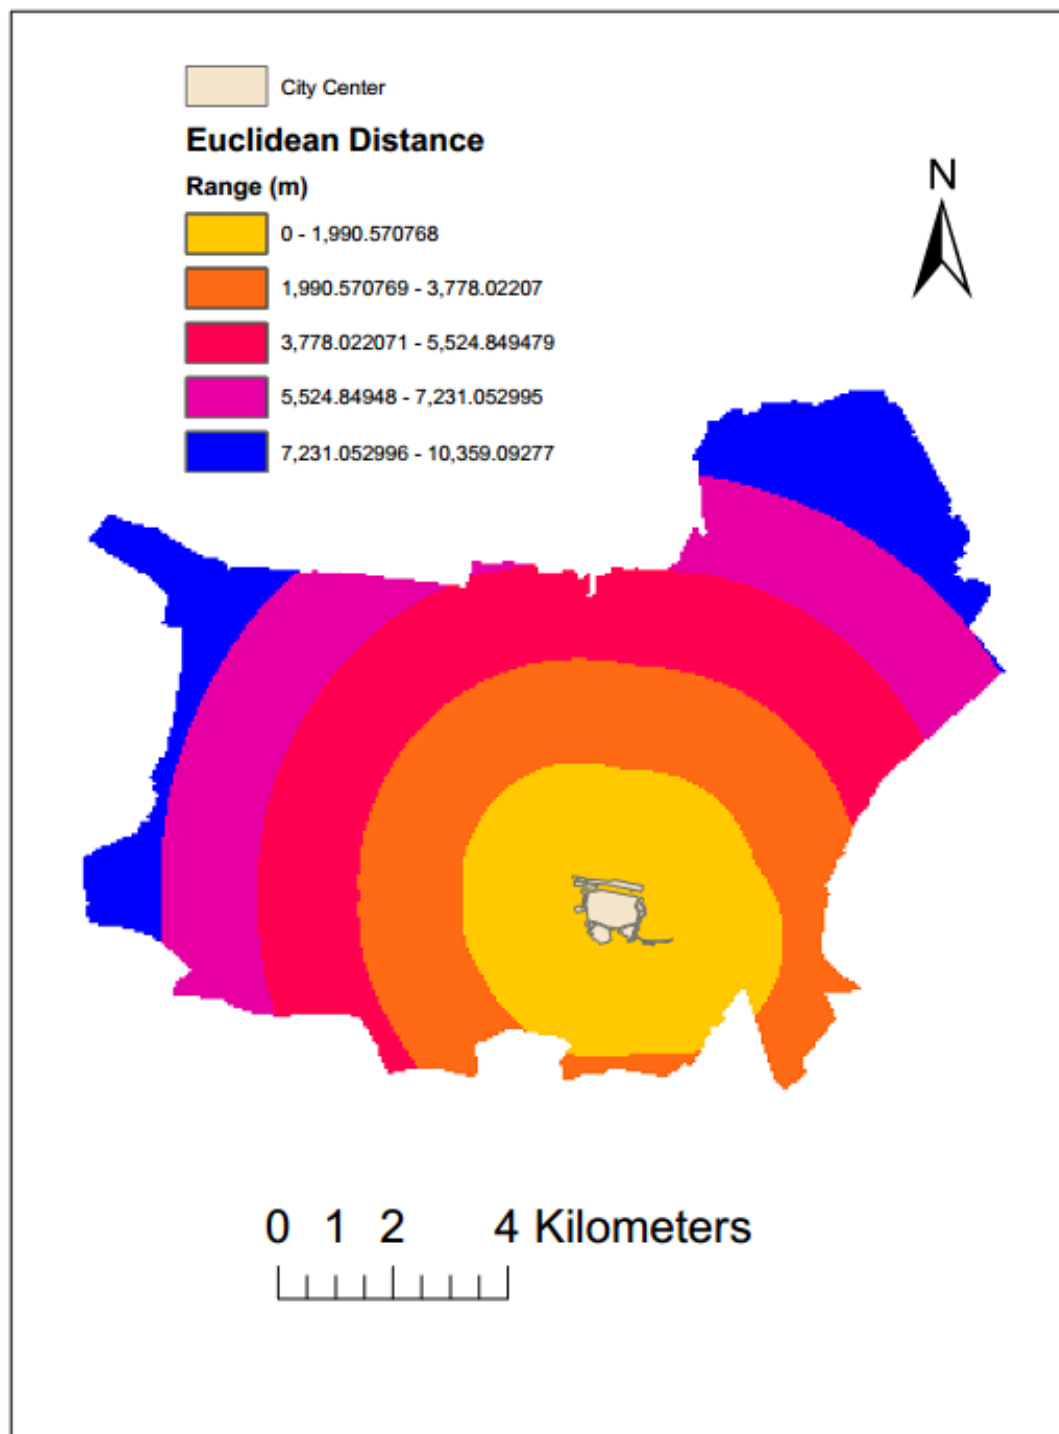 City Center
Euclidean Distance
Range (m)
N
0 - 1,990.570768
1,990.570769 - 3,778.02207
3,778.022071 - 5,524.849479
5,524.84948 - 7,231.052995
7,231.052996 - 10,359.09277
0 1 2 4 Kilometers